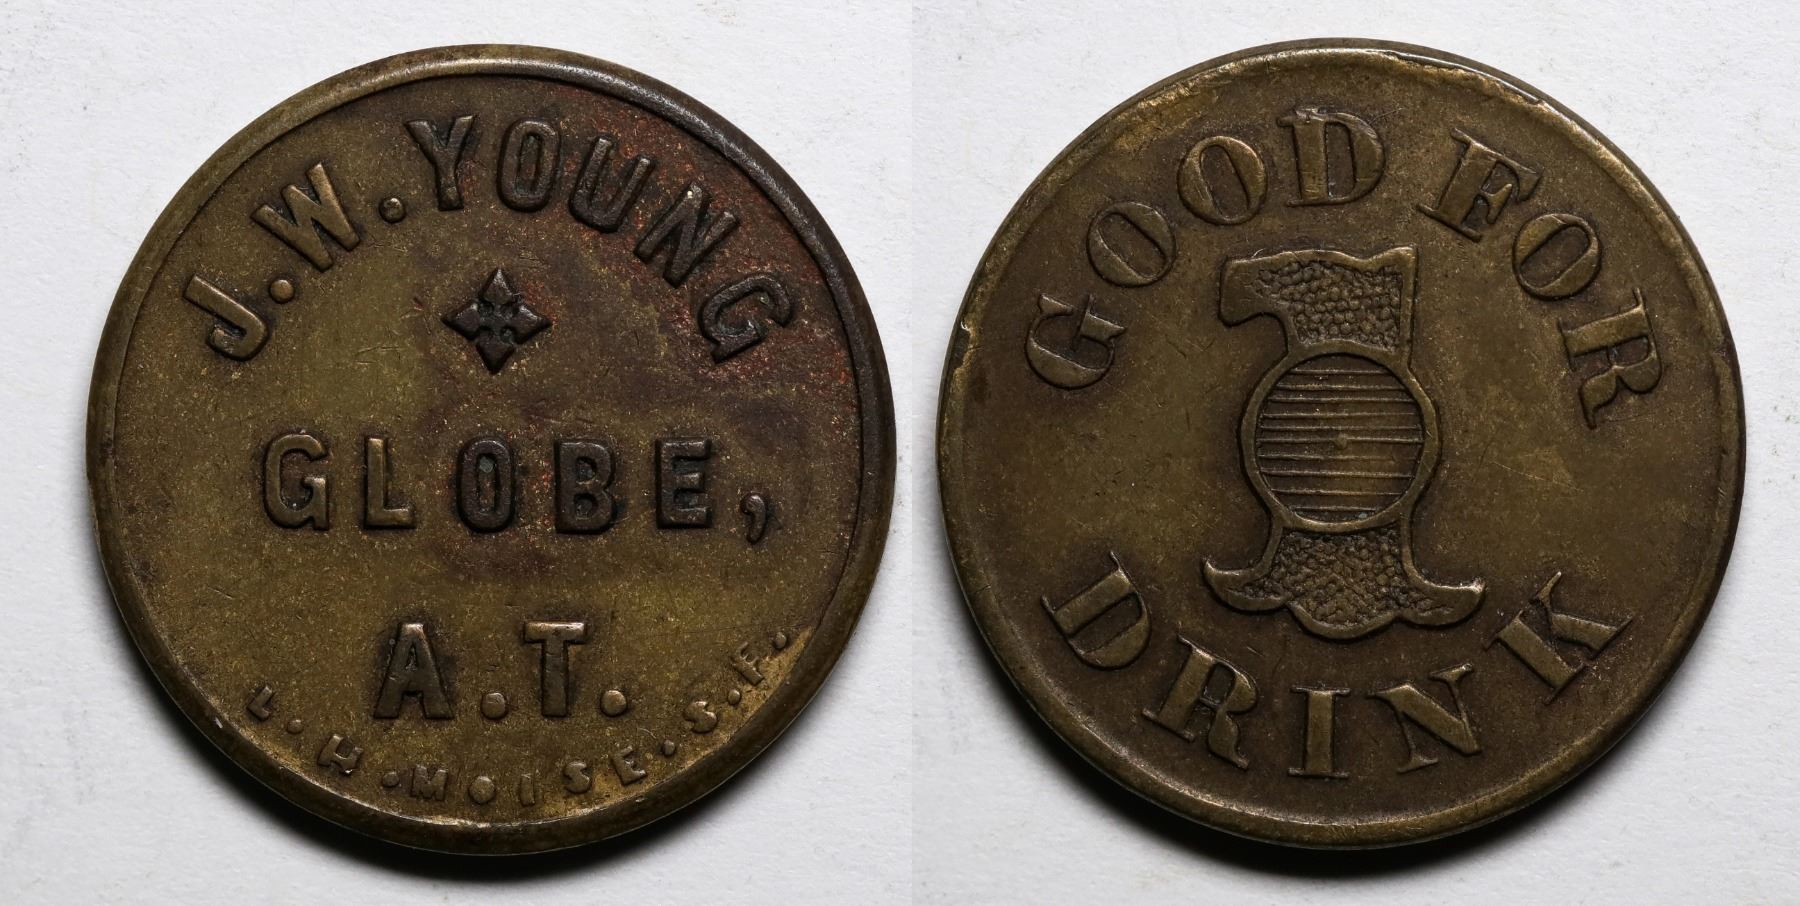 J.W.YOUNG
GLOBE,
A.T.
L.H.MOISE.S.F.
GOOD FOR
1
DRINK